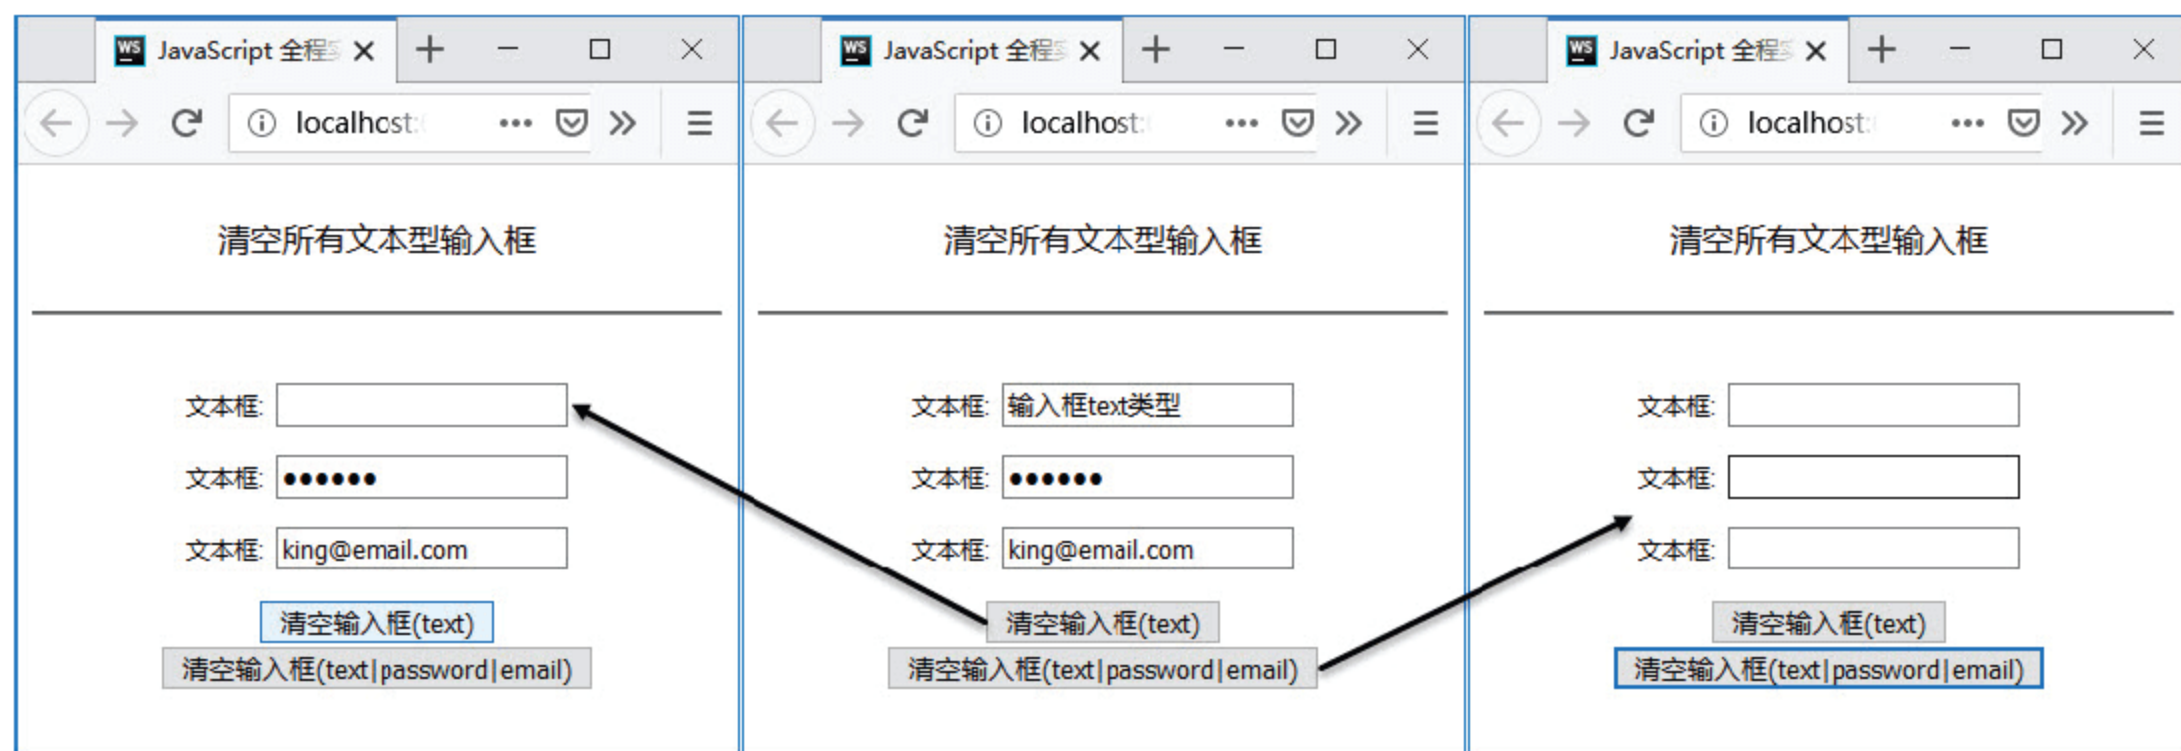 WS JavaScript 全程
localhost:
清空所有文本型输入框
文本框:
文本框: ●●●●●●
文本框: king@email.com
清空输入框(text)
清空输入框(text|password|email)
WS JavaScript 全程
localhost:
清空所有文本型输入框
文本框: 输入框text类型
文本框: ●●●●●●
文本框: king@email.com
清空输入框(text)
清空输入框(text|password|email)
WS JavaScript 全程
localhost:
清空所有文本型输入框
文本框:
文本框:
文本框:
清空输入框(text)
清空输入框(text|password|email)